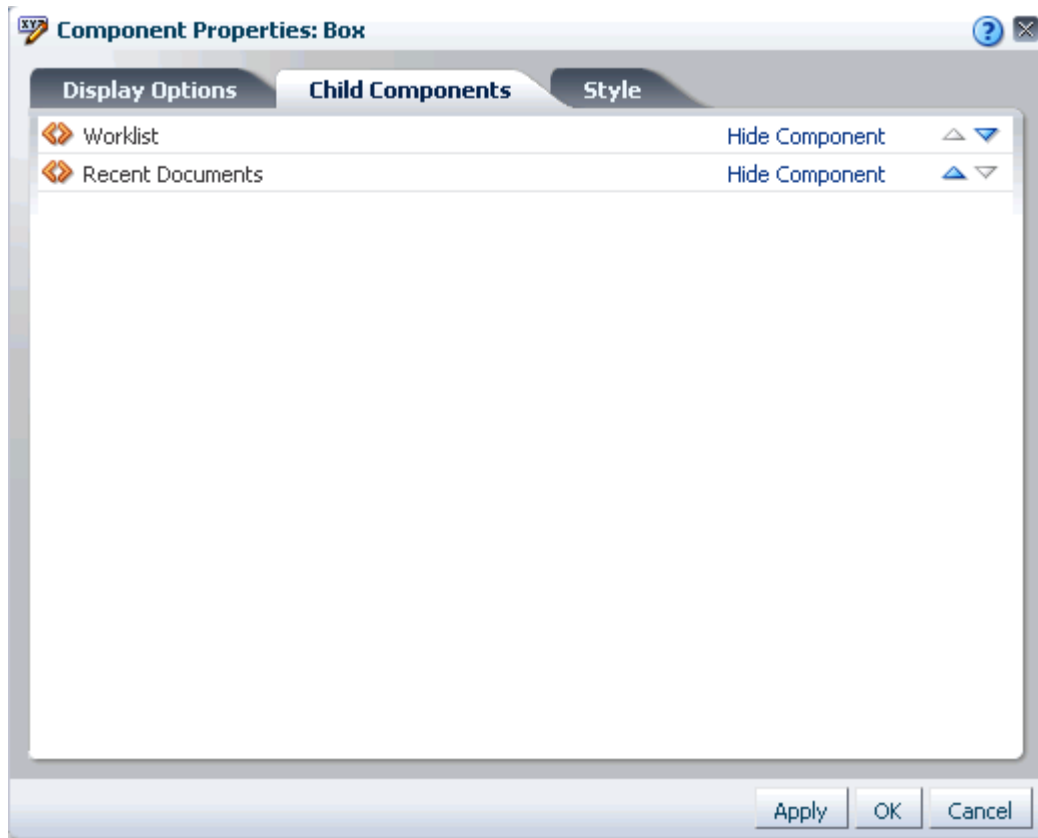 Component Properties: Box
Display Options Child Components Style
Worklist Hide Component
Recent Documents Hide Component
Apply OK Cancel